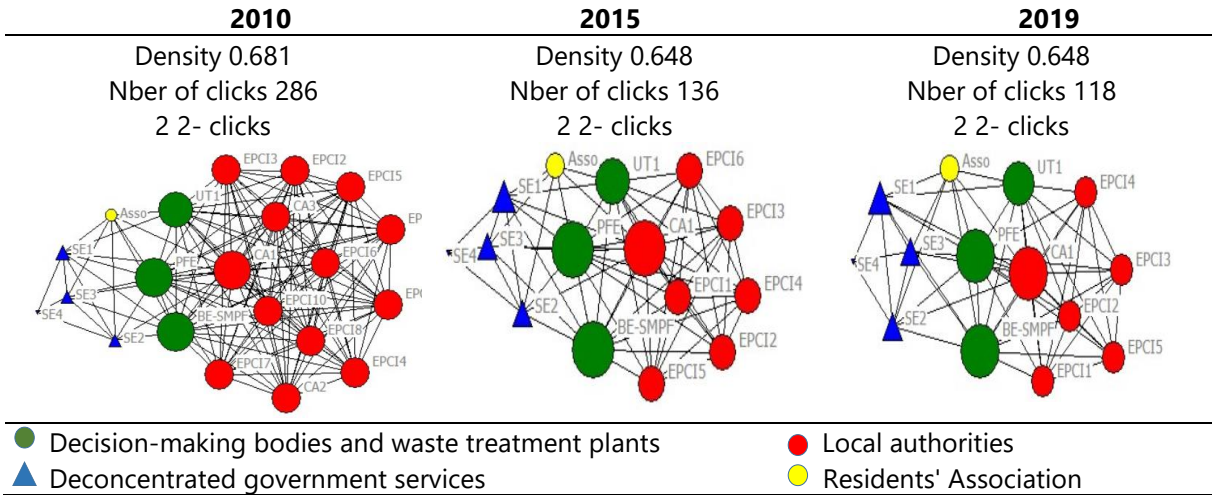 2010 2015 2019
Density 0.681 Density 0.648 Density 0.648
Nber of clicks 286 Nber of clicks 136 Nber of clicks 118
2 2- clicks 2 2- clicks 2 2- clicks
EPCI3
EPCI2
EPCI5
UT1
CA3
Asso
SE1
PFE
CA1
EPCI6
SE3
EPCI10
SE4
BE-SMPF
EPCI8
SE2
EPCI7
EPCI4
CA2
Asso
UT1
EPCI6
SE1
PFE
CA1
EPCI3
SE3
SE4
EPCI1
EPCI4
SE2
BE-SMPF
EPCI2
EPCI5
Asso
UT1
EPCI4
SE1
PFE
SE3
CA1
EPCI3
SE4
EPCI2
SE2
BE-SMPF
EPCI5
EPCI1
Decision-making bodies and waste treatment plants Local authorities
Deconcentrated government services Residents' Association